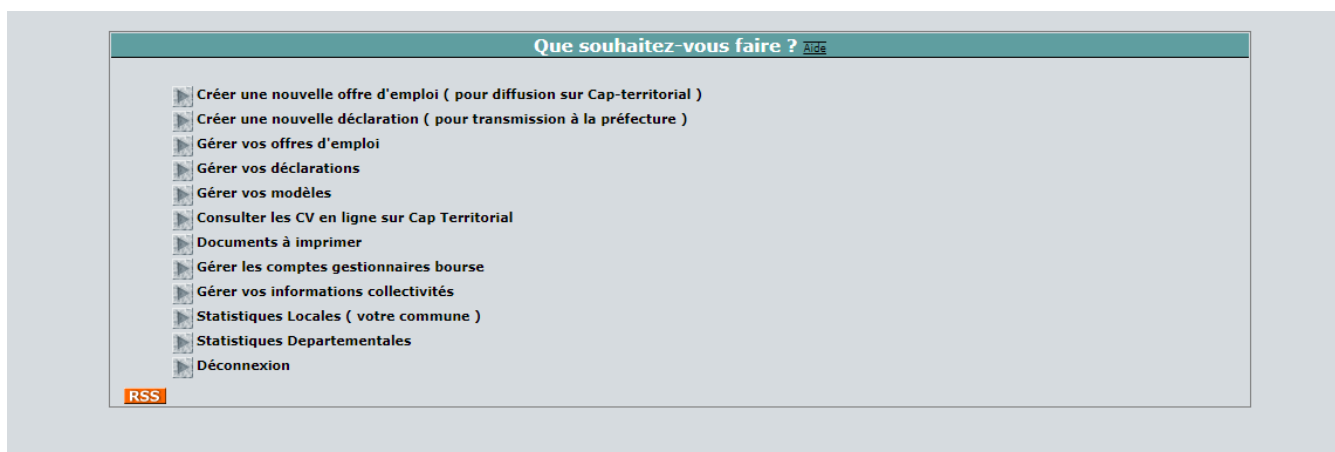 Que souhaitez-vous faire ? Aide
Créer une nouvelle offre d'emploi ( pour diffusion sur Cap-territorial )
Créer une nouvelle déclaration ( pour transmission à la préfecture )
Gérer vos offres d'emploi
Gérer vos déclarations
Gérer vos modèles
Consulter les CV en ligne sur Cap Territorial
Documents à imprimer
Gérer les comptes gestionnaires bourse
Gérer vos informations collectivités
Statistiques Locales ( votre commune )
Statistiques Departementales
Déconnexion
RSS